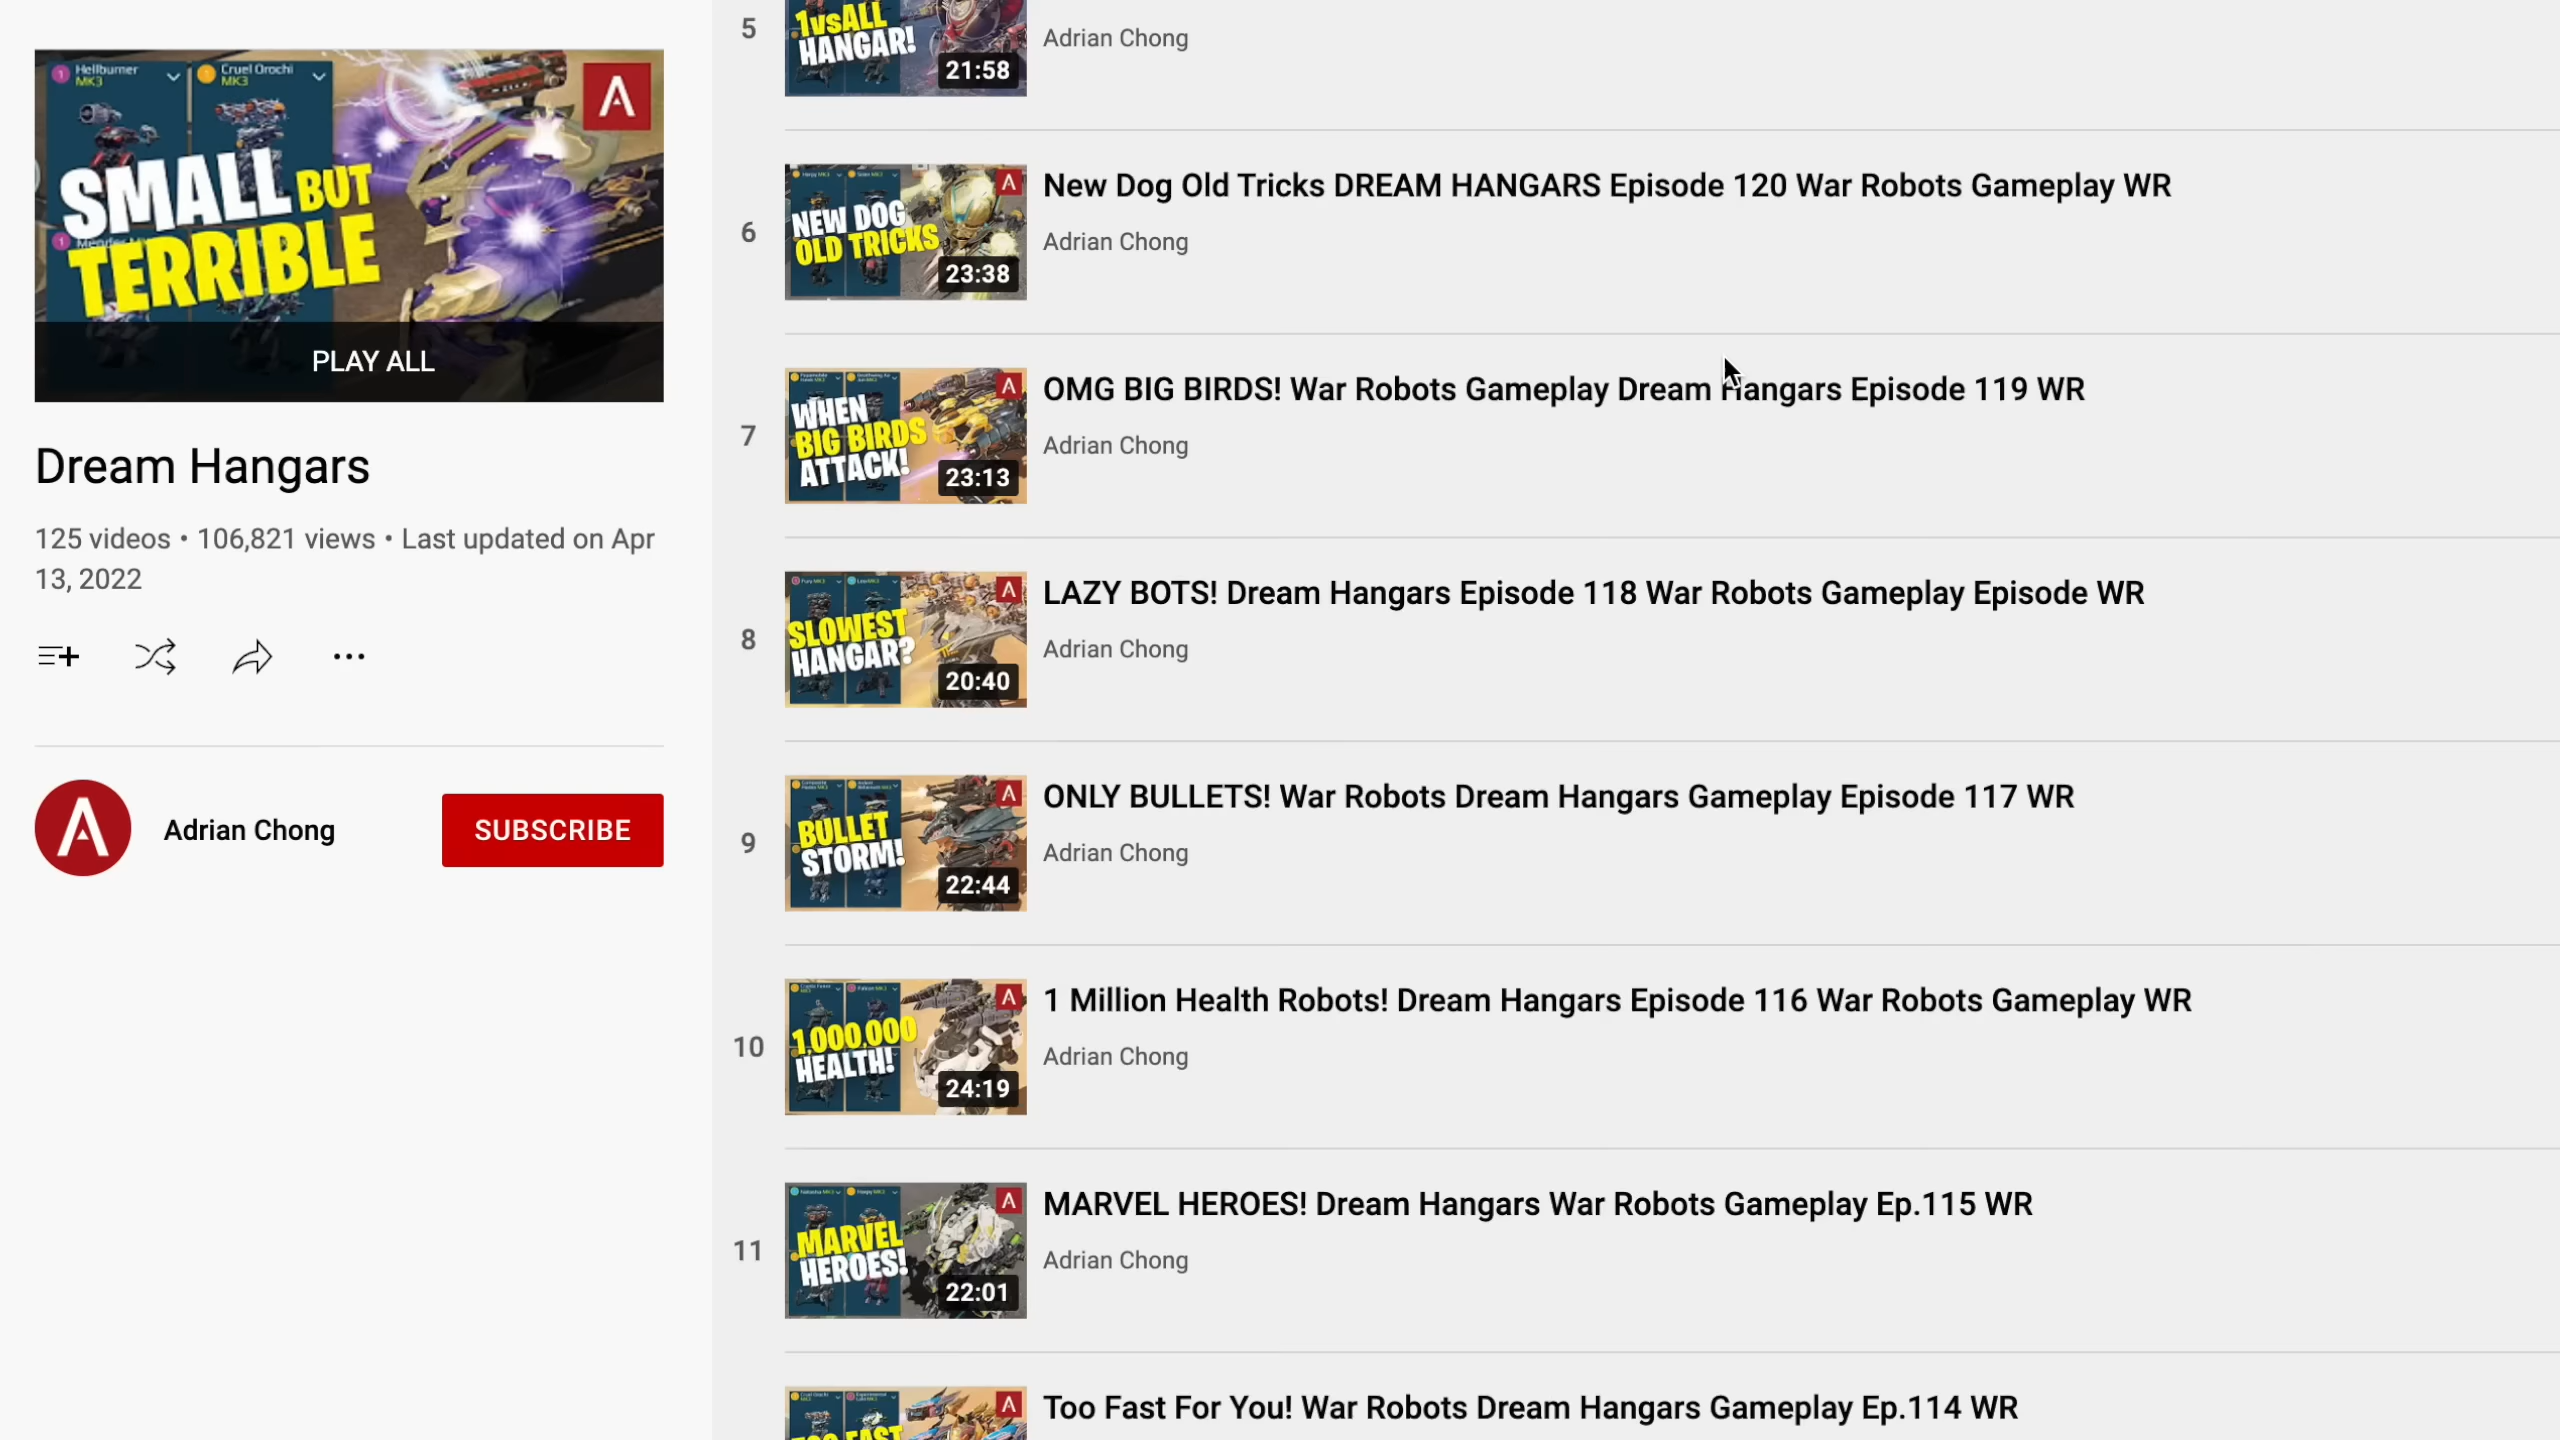 Hellburner
MK3
Cruel Orochi
MK3
SMALL BUT
TERRIBLE
PLAY ALL
Dream Hangars
125 videos • 106,821 views • Last updated on Apr
13, 2022
Adrian Chong
SUBSCRIBE
5
1vsALL
HANGAR!
21:58
Adrian Chong
6
NEW DOG
OLD TRICKS
23:38
New Dog Old Tricks DREAM HANGARS Episode 120 War Robots Gameplay WR
Adrian Chong
7
WHEN
BIG BIRDS
ATTACK!
23:13
OMG BIG BIRDS! War Robots Gameplay Dream Hangars Episode 119 WR
Adrian Chong
8
SLOWEST
HANGAR?
20:40
LAZY BOTS! Dream Hangars Episode 118 War Robots Gameplay Episode WR
Adrian Chong
9
BULLET
STORM!
22:44
ONLY BULLETS! War Robots Dream Hangars Gameplay Episode 117 WR
Adrian Chong
10
1,000,000
HEALTH!
24:19
1 Million Health Robots! Dream Hangars Episode 116 War Robots Gameplay WR
Adrian Chong
11
MARVEL
HEROES!
22:01
MARVEL HEROES! Dream Hangars War Robots Gameplay Ep.115 WR
Adrian Chong
TOO FAST
Too Fast For You! War Robots Dream Hangars Gameplay Ep.114 WR